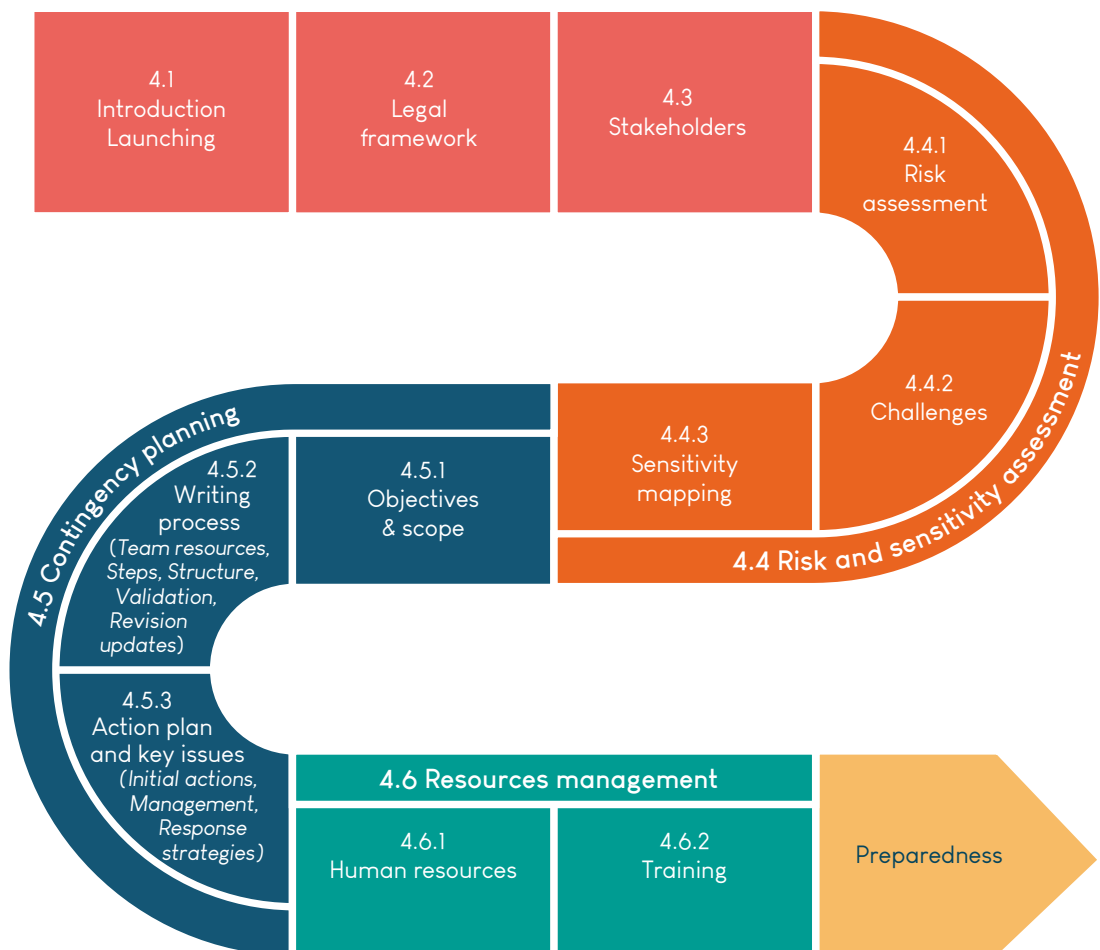 4.1
Introduction
Launching
4.2
Legal
framework
4.3
Stakeholders
4.4.1
Risk
assessment
4.4.2
Challenges
4.4.3
Sensitivity
mapping
4.4 Risk and sensitivity assessment
4.5 Contingency planning
4.5.1
Objectives
& scope
4.5.2
Writing
process
(Team resources,
Steps, Structure,
Validation,
Revision
updates)
4.5.3
Action plan
and key issues
(Initial actions,
Management,
Response
strategies)
4.6 Resources management
4.6.1
Human resources
4.6.2
Training
Preparedness